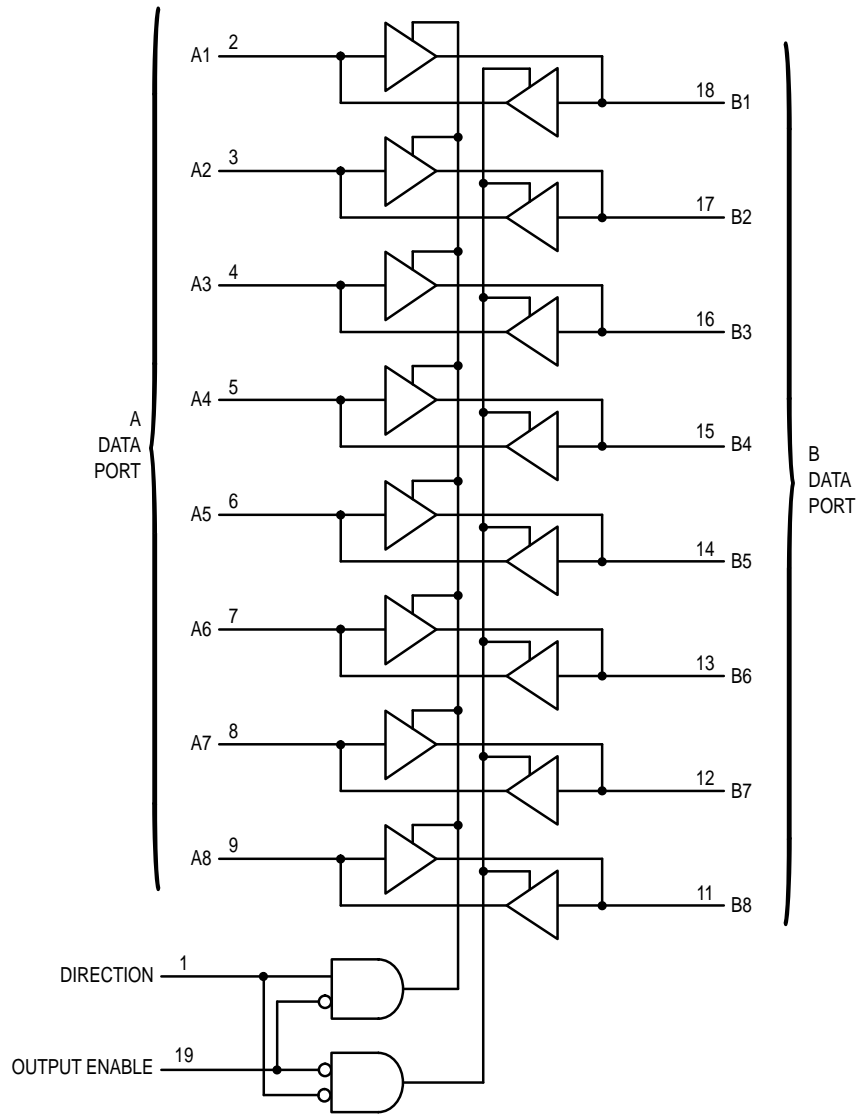 A1 2
18 B1
A2 3
17 B2
A3 4
16 B3
A4 5
15 B4
A
DATA
PORT
B
DATA
PORT
A5 6
14 B5
A6 7
13 B6
A7 8
12 B7
A8 9
11 B8
DIRECTION 1
OUTPUT ENABLE 19